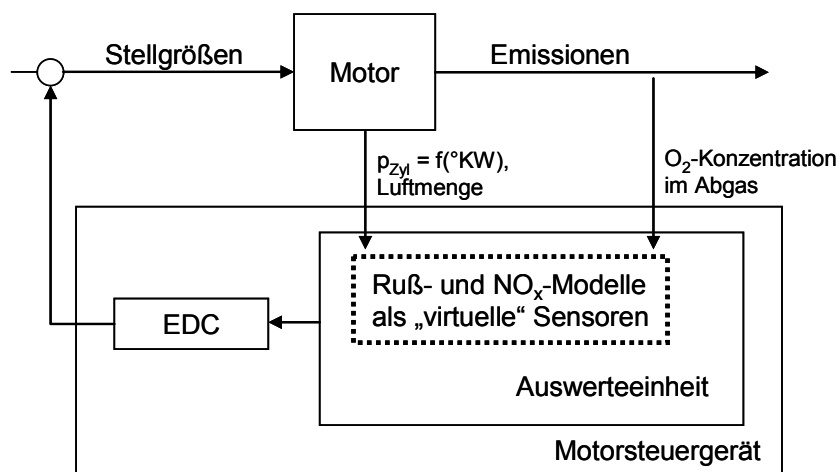 Stellgrößen
Motor
Emissionen
p_Zyl = f(°KW),
Luftmenge
O₂-Konzentration
im Abgas
Ruß- und NOₓ-Modelle
als „virtuelle“ Sensoren
EDC
Auswerteeinheit
Motorsteuergerät